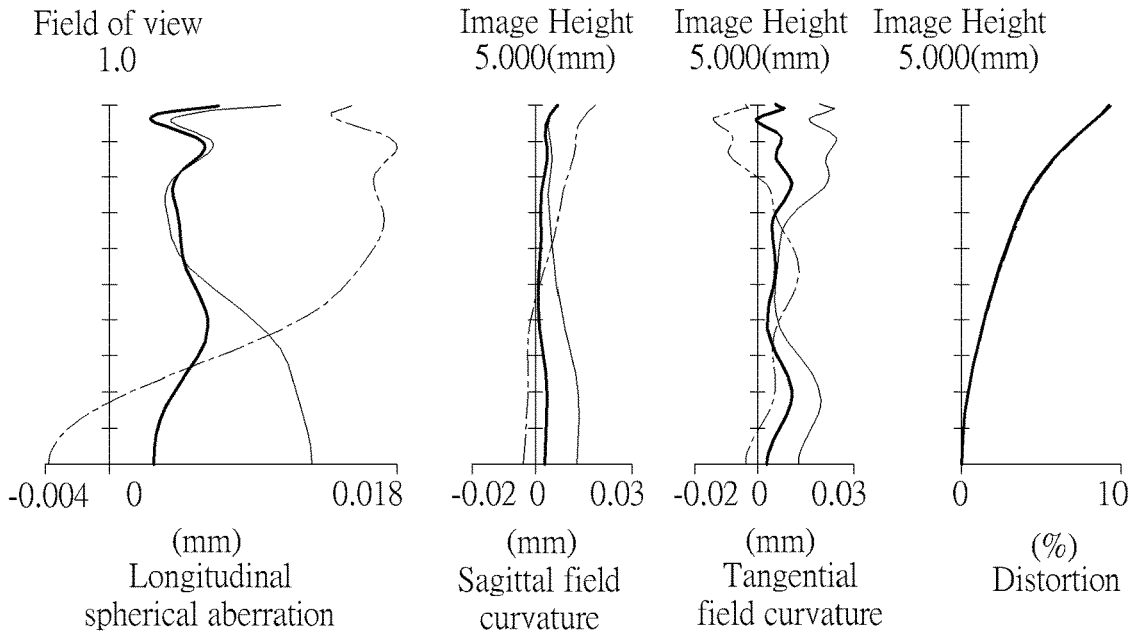 Field of view
1.0
Image Height
5.000(mm)
Image Height
5.000(mm)
Image Height
5.000(mm)
-0.004
0
0.018
(mm)
Longitudinal
spherical aberration
-0.02
0
0.03
(mm)
Sagittal field
curvature
-0.02
0
0.03
(mm)
Tangential
field curvature
0
10
(%)
Distortion